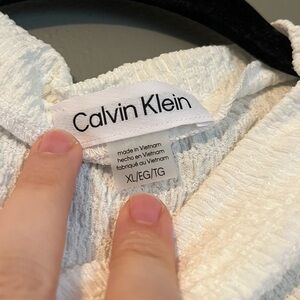 Calvin Klein
made in Vietnam
hecho en Vietnam
fabriqué au Vietnam
XL/EG/TG